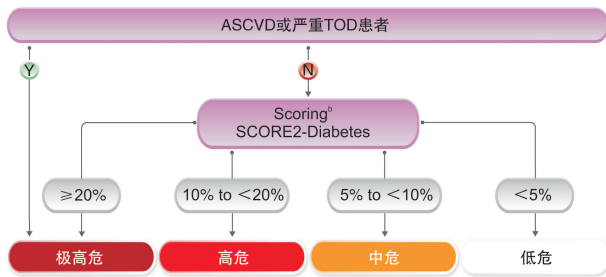 ASCVD或严重TOD患者
Y
N
Scoringᵇ
SCORE2-Diabetes
≥20%
10% to <20%
5% to <10%
<5%
极高危
高危
中危
低危